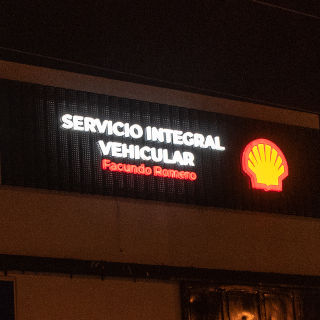 SERVICIO INTEGRAL
VEHICULAR
Facundo Romero